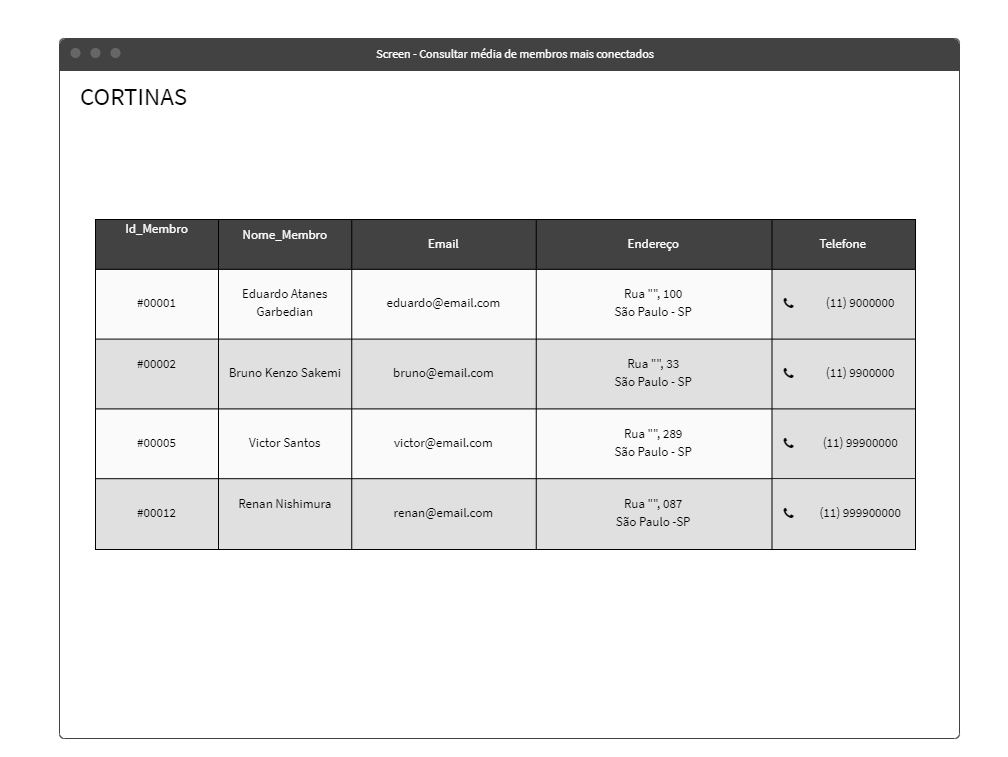 Screen - Consultar média de membros mais conectados
CORTINAS
Id_Membro Nome_Membro Email Endereço Telefone
#00001 Eduardo Atanes Garbedian eduardo@email.com Rua "", 100 São Paulo - SP (11) 9000000
#00002 Bruno Kenzo Sakemi bruno@email.com Rua "", 33 São Paulo - SP (11) 9900000
#00005 Victor Santos victor@email.com Rua "", 289 São Paulo - SP (11) 99900000
#00012 Renan Nishimura renan@email.com Rua "", 087 São Paulo -SP (11) 999900000